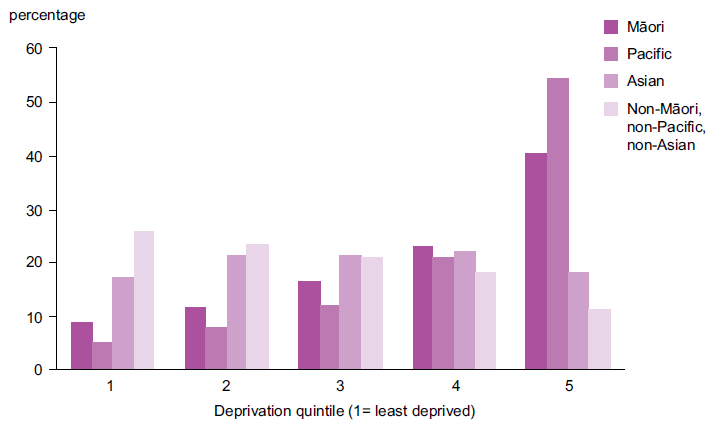 percentage
Māori
Pacific
Asian
Non-Māori,
non-Pacific,
non-Asian
60
50
40
30
20
10
0
1 2 3 4 5
Deprivation quintile (1= least deprived)